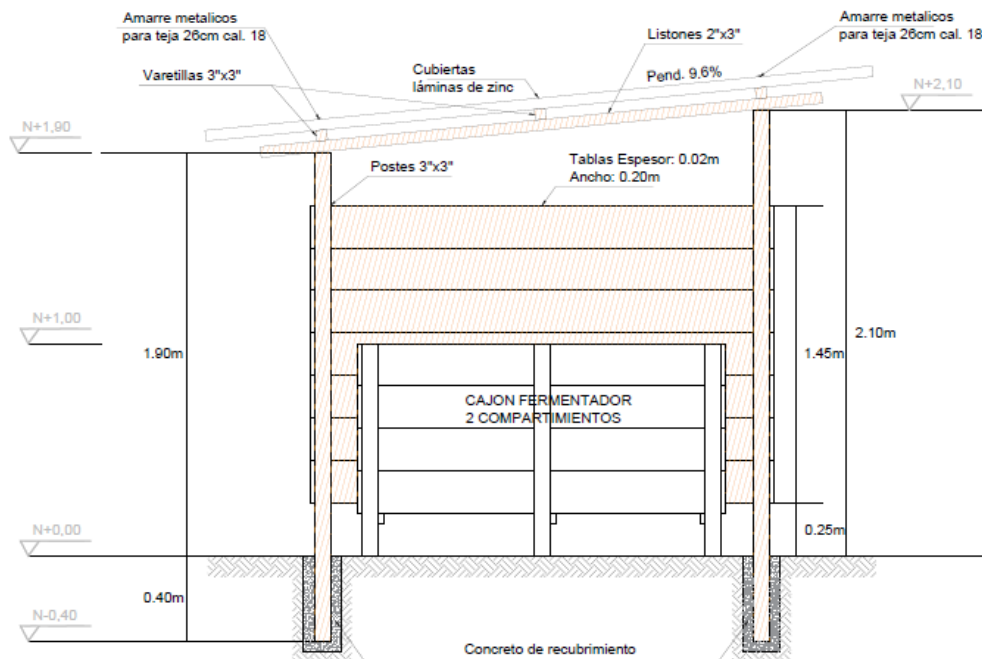 Amarre metalicos
para teja 26cm cal. 18
Amarre metalicos
para teja 26cm cal. 18
Listones 2"x3"
Varetillas 3"x3"
Cubiertas
láminas de zinc
Pend. 9.6%
N+2,10
N+1,90
Postes 3"x3"
Tablas Espesor: 0.02m
Ancho: 0.20m
N+1,00
1.90m
1.45m
2.10m
CAJON FERMENTADOR
2 COMPARTIMIENTOS
N+0,00
0.25m
0.40m
N-0,40
Concreto de recubrimiento